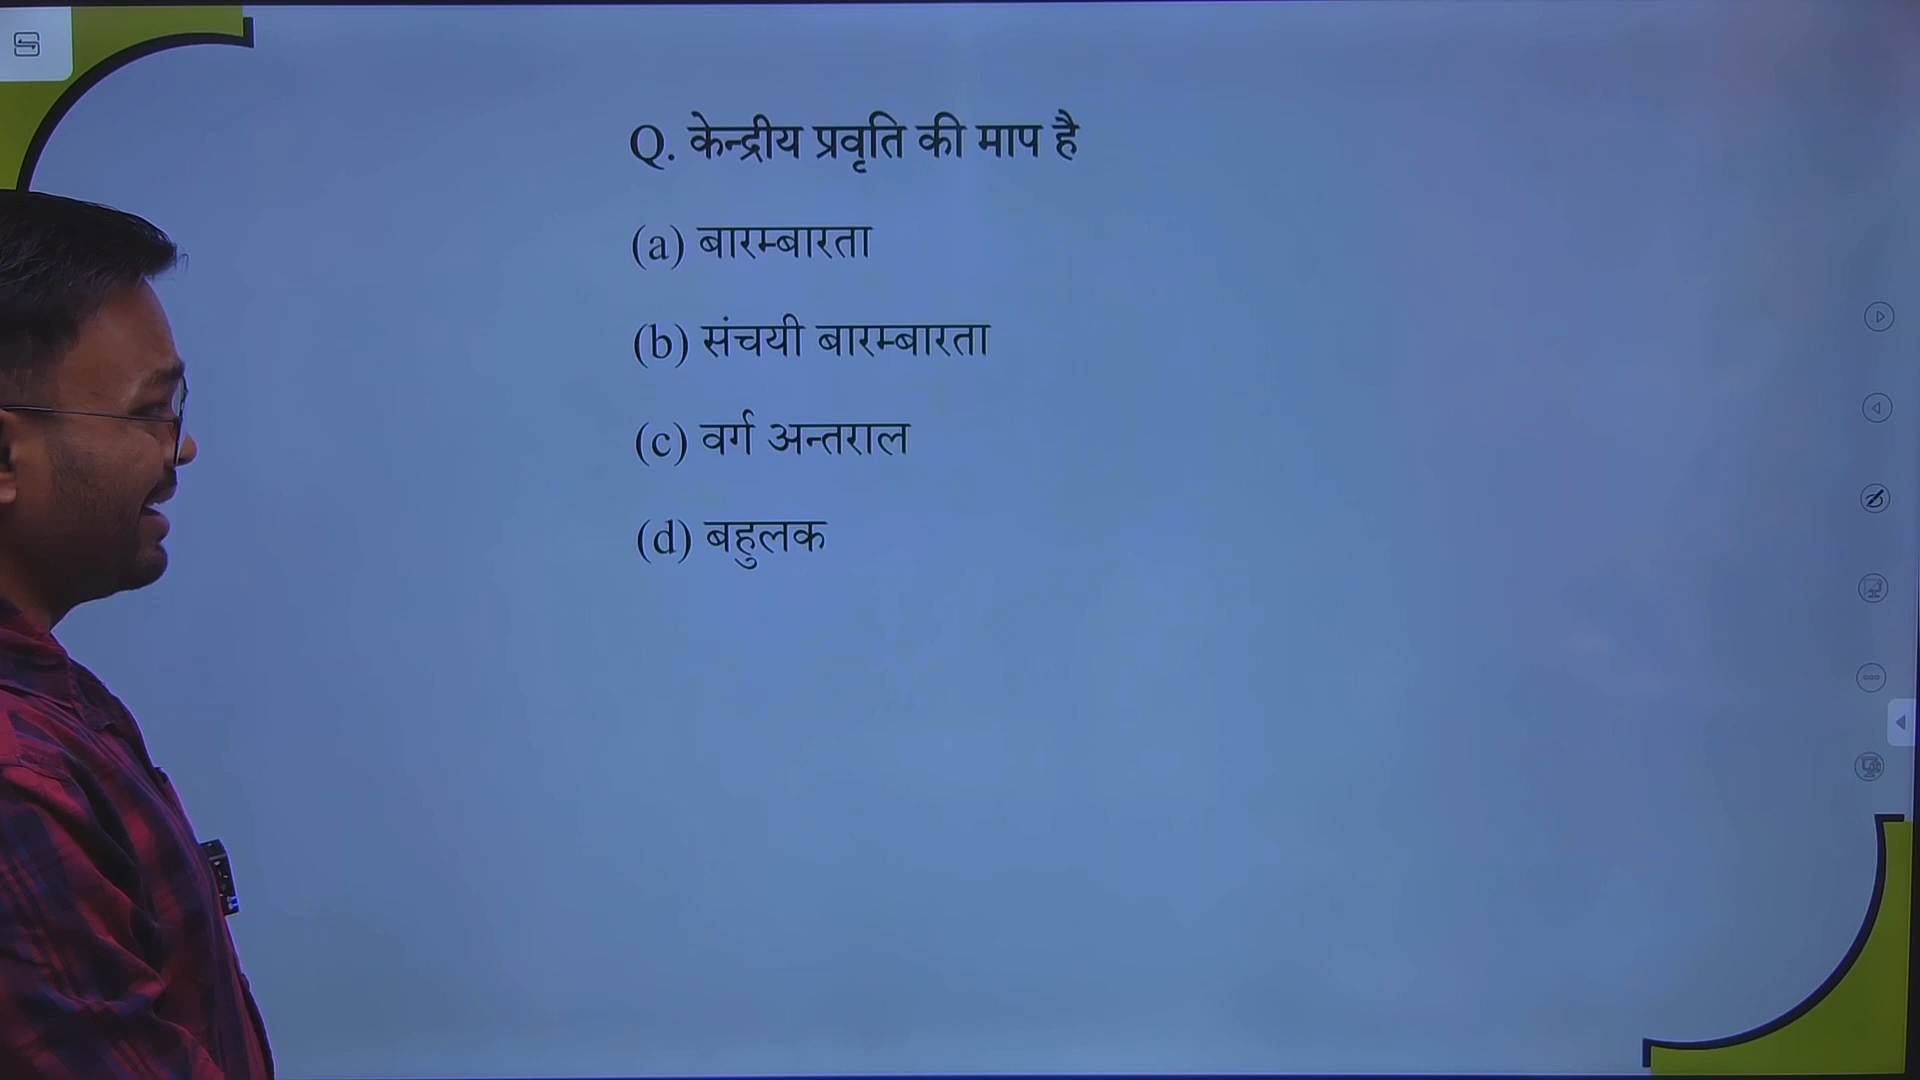 Q. केन्द्रीय प्रवृति की माप है
(a) बारम्बारता
(b) संचयी बारम्बारता
(c) वर्ग अन्तराल
(d) बहुलक